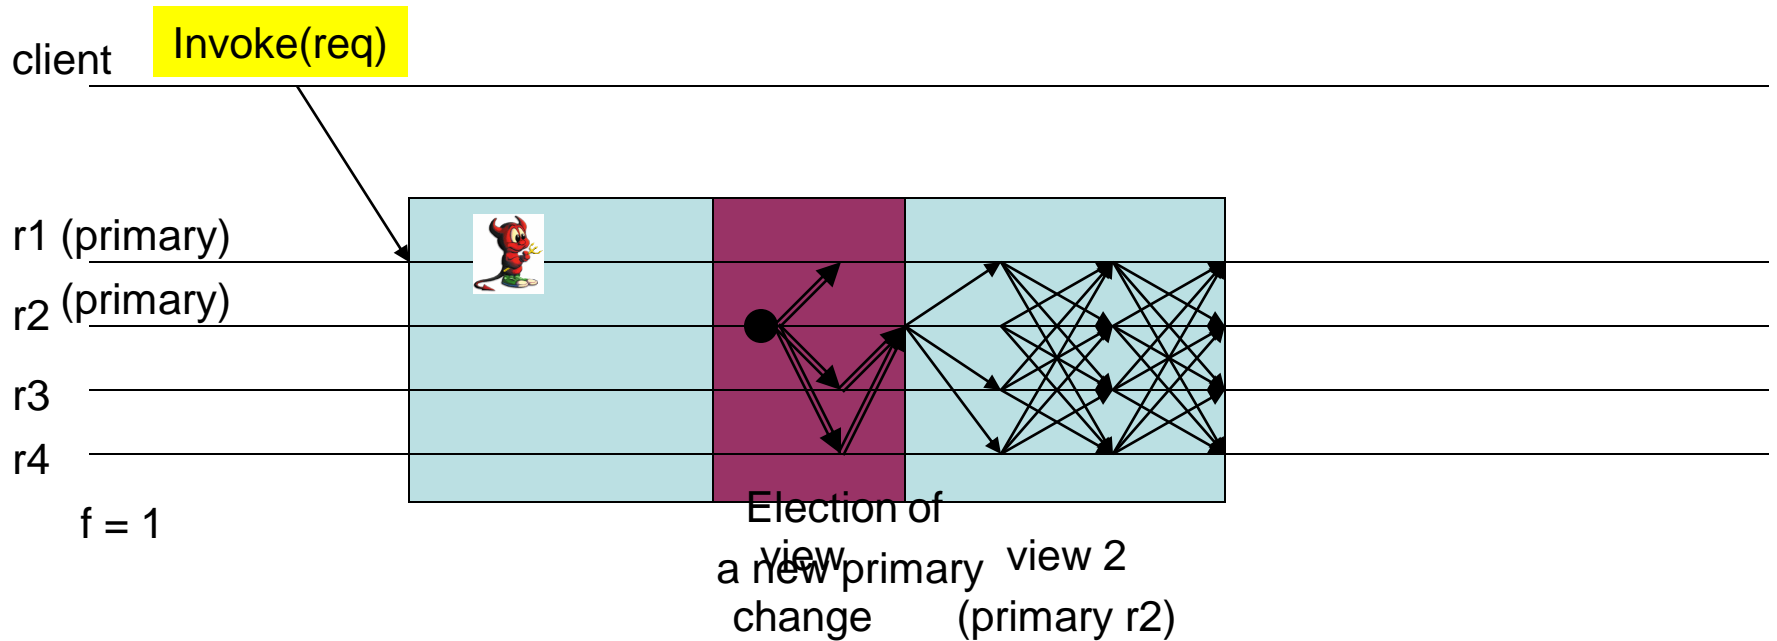 client
Invoke(req)
r1 (primary)
r2 (primary)
r3
r4
f = 1
Election of
a new primary
view
change
view 2
(primary r2)